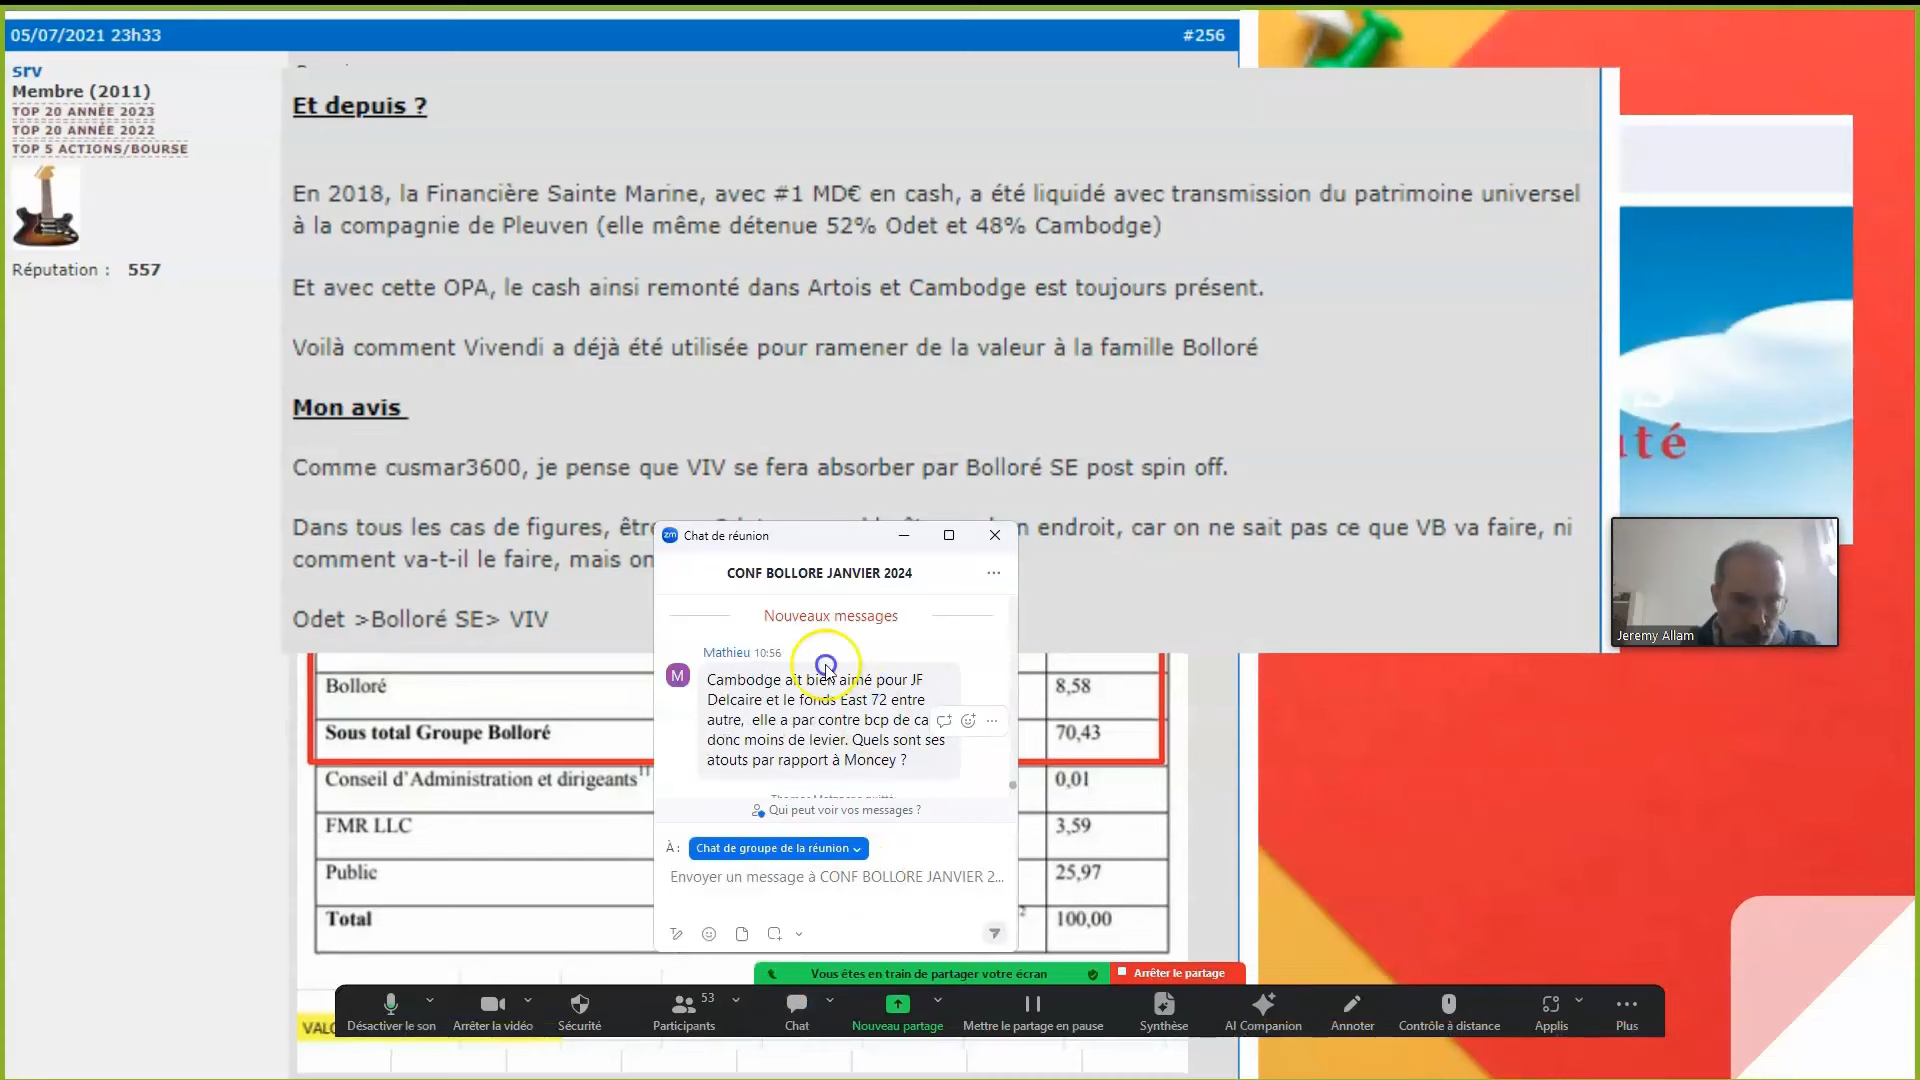 05/07/2021 23h33
#256
srv
Membre (2011)
TOP 20 ANNÉE 2023
TOP 20 ANNÉE 2022
TOP 5 ACTIONS/BOURSE
Réputation : 557
Et depuis ?
En 2018, la Financière Sainte Marine, avec #1 MD€ en cash, a été liquidé avec transmission du patrimoine universel
à la compagnie de Pleuven (elle même détenue 52% Odet et 48% Cambodge)
Et avec cette OPA, le cash ainsi remonté dans Artois et Cambodge est toujours présent.
Voilà comment Vivendi a déjà été utilisée pour ramener de la valeur à la famille Bolloré
Mon avis
Comme cusmar3600, je pense que VIV se fera absorber par Bolloré SE post spin off.
Dans tous les cas de figures, endroit, car on ne sait pas ce que VB va faire, ni
comment va-t-il le faire, mais
Odet >Bolloré SE> VIV
té
Chat de réunion
CONF BOLLORE JANVIER 2024
Nouveaux messages
Mathieu 10:56
M
Cambodge bien aimé pour JF
Delcaire et le fonds East 72 entre
autre, elle a par contre bcp de ca
donc moins de levier. Quels sont ses
atouts par rapport à Moncey ?
Qui peut voir vos messages ?
À : Chat de groupe de la réunion
Envoyer un message à CONF BOLLORE JANVIER 2...
Bolloré 8,58
Sous total Groupe Bolloré 70,43
Conseil d'Administration et dirigeants11 0,01
FMR LLC 3,59
Public 25,97
Total 2 100,00
Jeremy Allam
Vous êtes en train de partager votre écran
Arrêter le partage
VALO
Désactiver le son
Arrêter la vidéo
Sécurité
Participants 53
Chat
Nouveau partage
Mettre le partage en pause
Synthèse
AI Companion
Annoter
Contrôle à distance
Applis
Plus